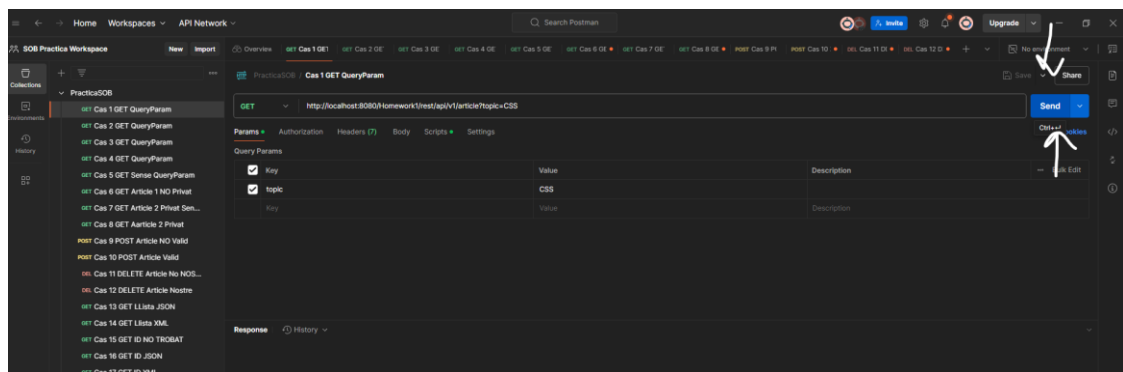 Home Workspaces API Network
Search Postman
Invite
Upgrade
SOB Practica Workspace New Import
Overview GET Cas 1 GET GET Cas 2 GE GET Cas 3 GE GET Cas 4 GE GET Cas 5 GE GET Cas 6 GE GET Cas 7 GE GET Cas 8 GE POST Cas 9 P POST Cas 10 DEL Cas 11 D DEL Cas 12 D No environment
Collections
Environments
History
PracticaSOB
GET Cas 1 GET QueryParam
GET Cas 2 GET QueryParam
GET Cas 3 GET QueryParam
GET Cas 4 GET QueryParam
GET Cas 5 GET Sense QueryParam
GET Cas 6 GET Article 1 NO Privat
GET Cas 7 GET Article 2 Privat Sen...
GET Cas 8 GET Aarticle 2 Privat
POST Cas 9 POST Article NO Valid
POST Cas 10 POST Article Valid
DEL Cas 11 DELETE Article No NOS...
DEL Cas 12 DELETE Article Nostre
GET Cas 13 GET LLista JSON
GET Cas 14 GET Llista XML
GET Cas 15 GET ID NO TROBAT
GET Cas 16 GET ID JSON
GET Cas 17 GET ID XML
PracticaSOB / Cas 1 GET QueryParam
Save Share
GET http://localhost:8080/Homework1/rest/api/v1/article?topic=CSS
Send
Params Authorization Headers (7) Body Scripts Settings
Query Params
Key Value Description Bulk Edit
topic CSS
Key Value Description
Response History